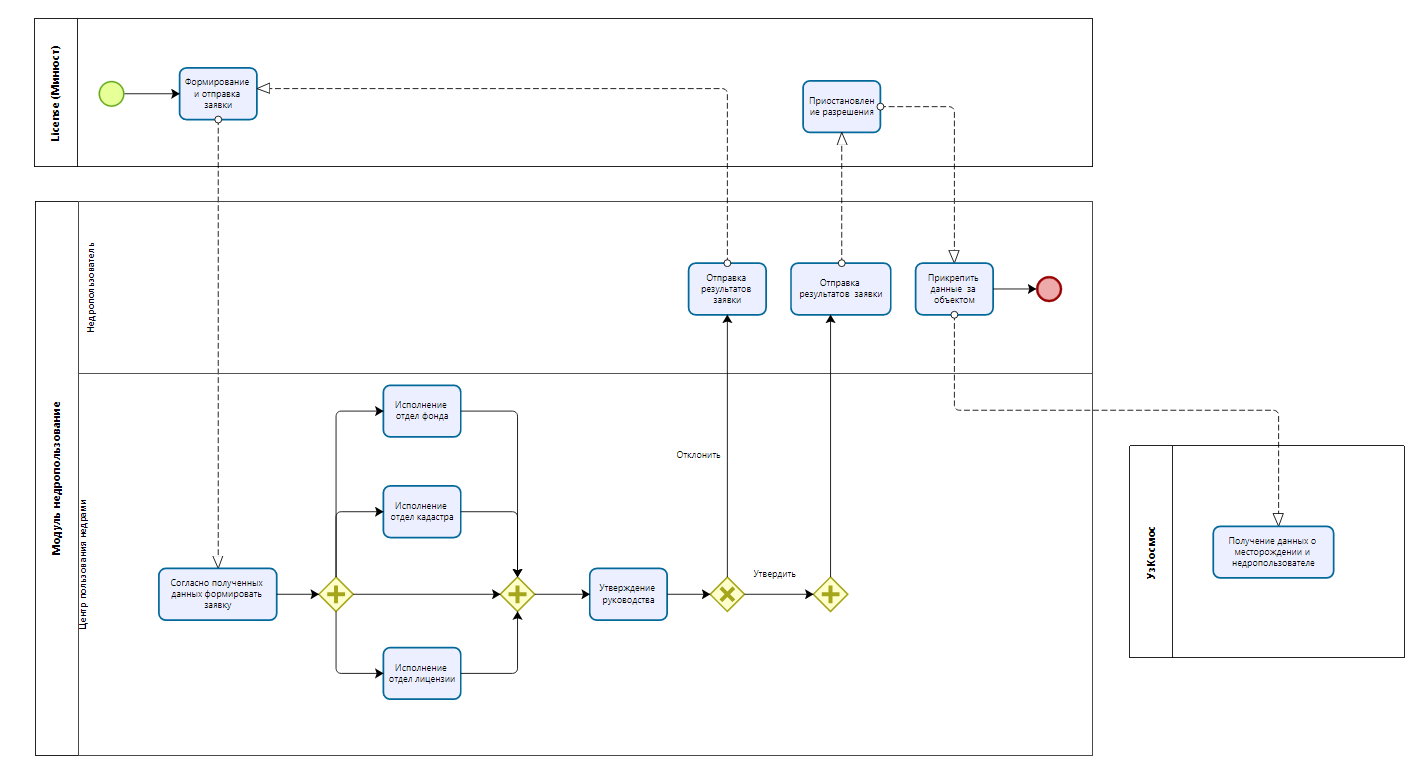 License (Минюст)
Формирование
и отправка
заявки
Приостановлен
ие разрешения
Модуль недропользование
Недропользователь
Отправка
результатов
заявки
Отправка
результатов заявки
Прикрепить
данные за
объектом
Центр пользования недрами
Согласно полученных
данных формировать
заявку
Исполнение
отдел фонда
Исполнение
отдел кадастра
Исполнение
отдел лицензии
Утверждение
руководства
Отклонить
Утвердить
УзКосмос
Получение данных о
месторождении и
недропользователе